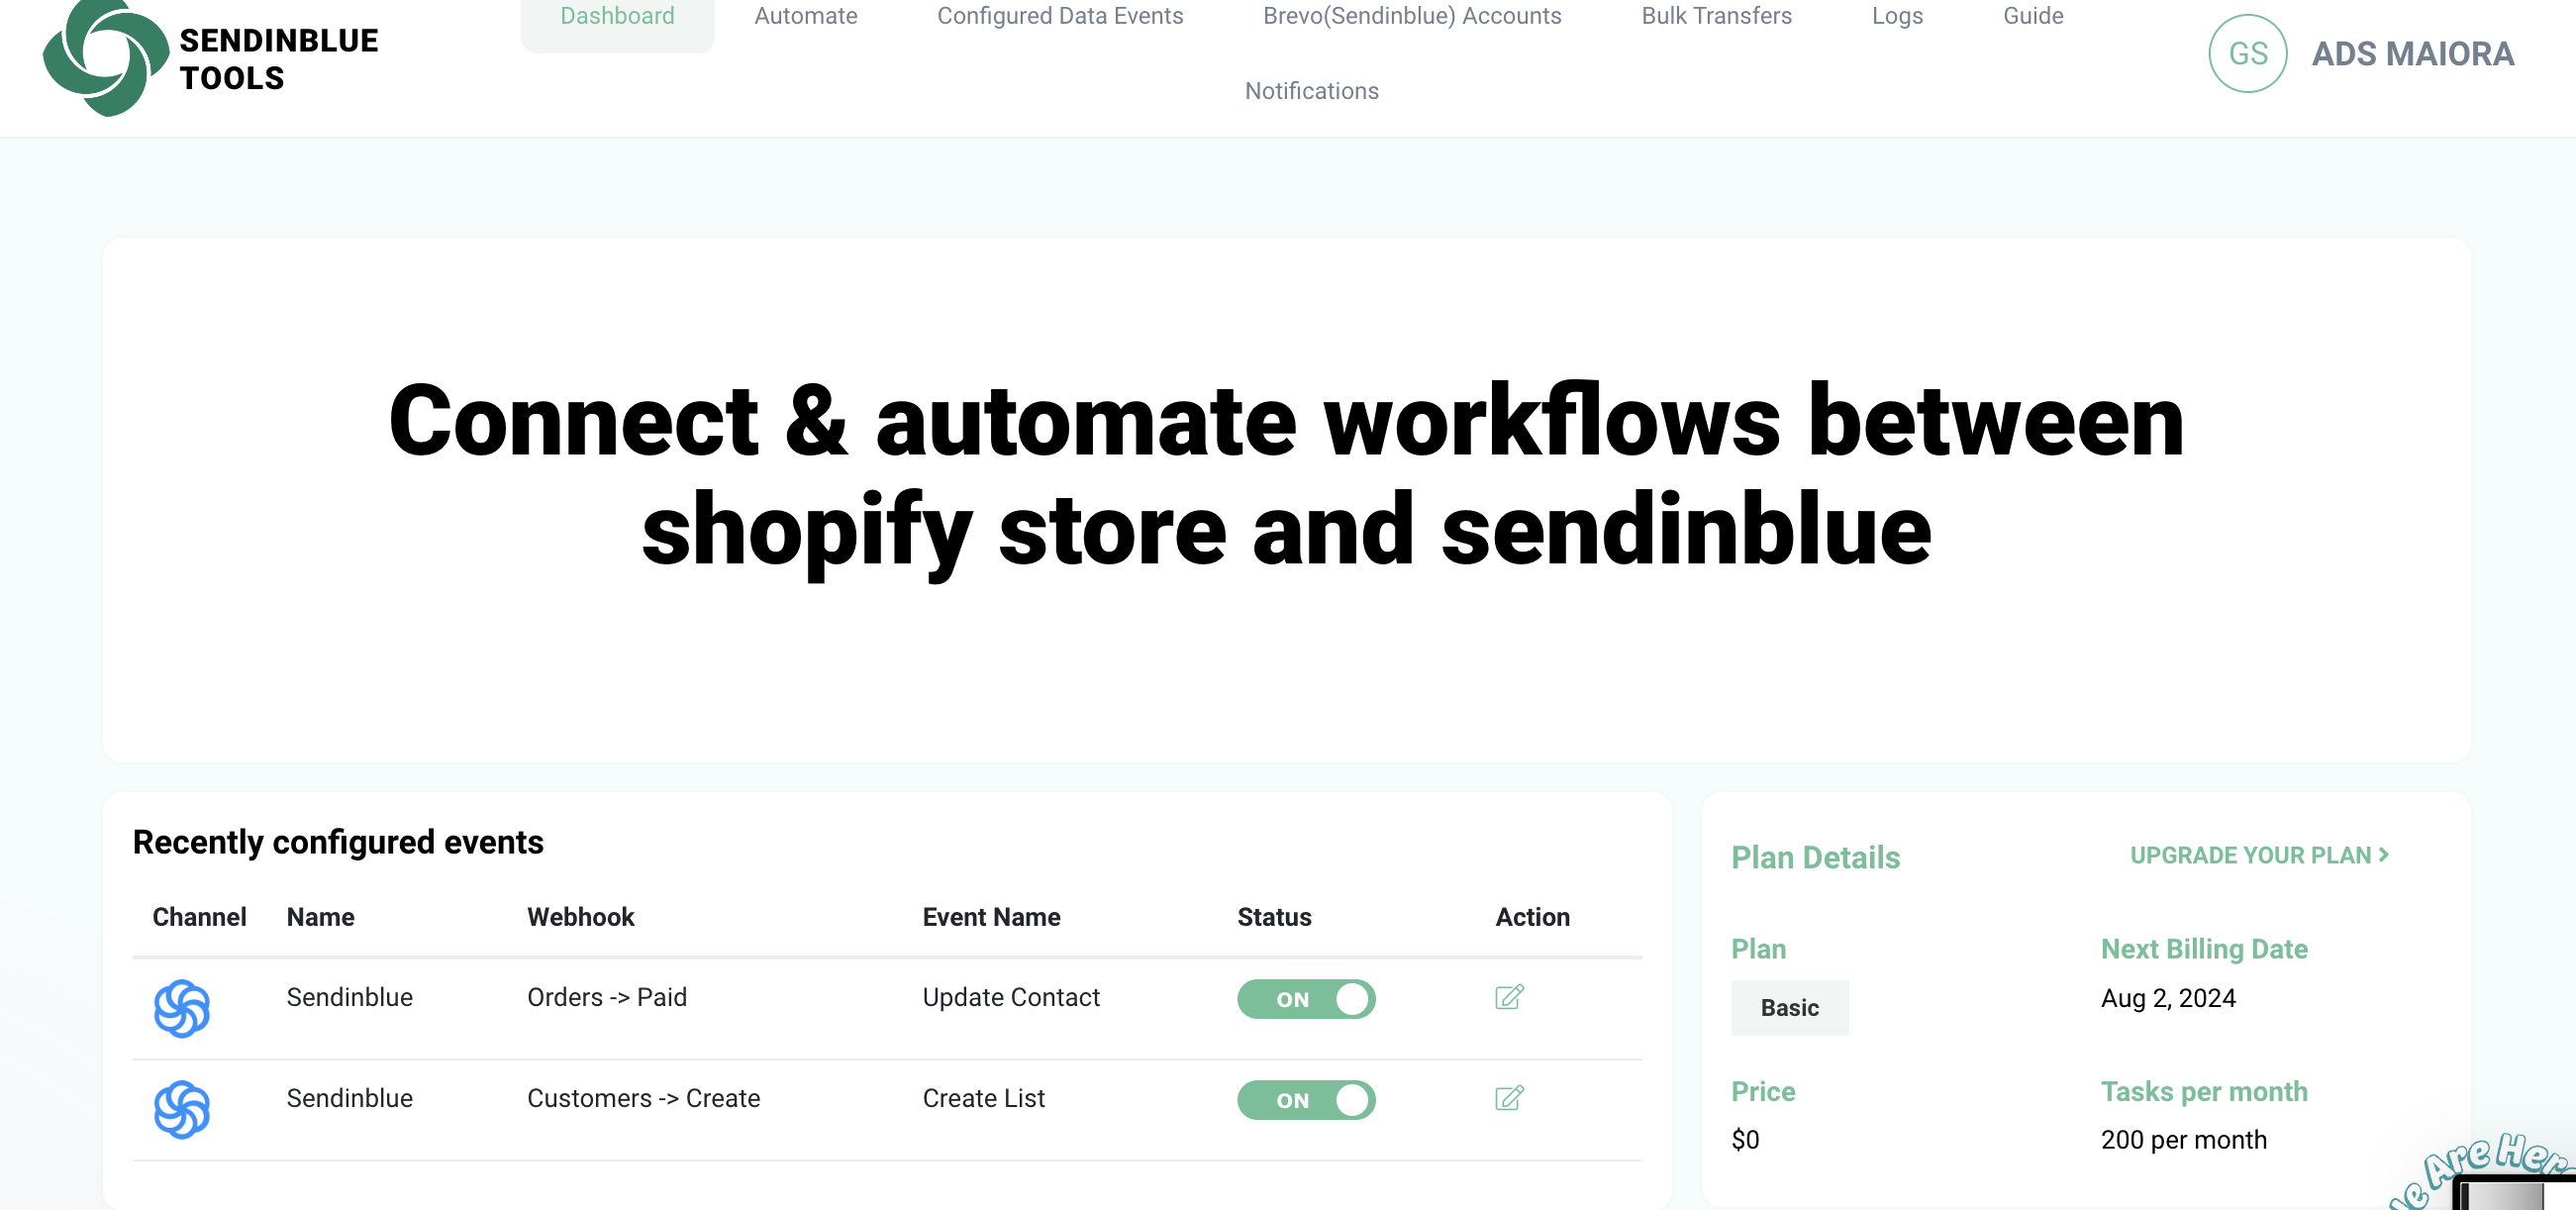 SENDINBLUE
TOOLS
Dashboard Automate Configured Data Events Brevo(Sendinblue) Accounts Bulk Transfers Logs Guide
Notifications
GS ADS MAIORA
Connect & automate workflows between
shopify store and sendinblue
Recently configured events
Channel Name Webhook Event Name Status Action
Sendinblue Orders -> Paid Update Contact ON
Sendinblue Customers -> Create Create List ON
Plan Details UPGRADE YOUR PLAN
Plan Next Billing Date
Basic Aug 2, 2024
Price Tasks per month
$0 200 per month
Are